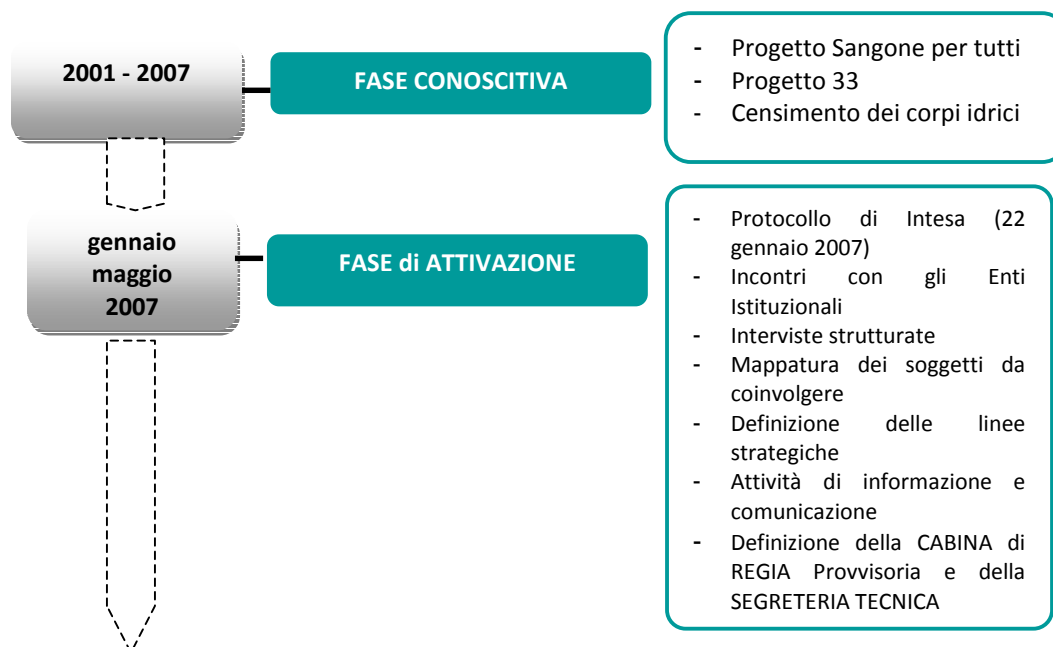 2001 - 2007
FASE CONOSCITIVA
- Progetto Sangone per tutti
- Progetto 33
- Censimento dei corpi idrici
gennaio
maggio
2007
FASE di ATTIVAZIONE
- Protocollo di Intesa (22
gennaio 2007)
- Incontri con gli Enti
Istituzionali
- Interviste strutturate
- Mappatura dei soggetti da
coinvolgere
- Definizione delle linee
strategiche
- Attività di informazione e
comunicazione
- Definizione della CABINA di
REGIA Provvisoria e della
SEGRETERIA TECNICA